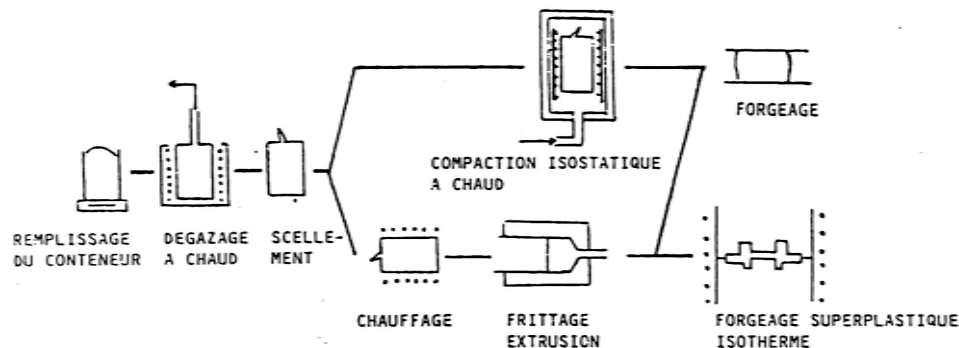 FORGEAGE
COMPACTION ISOSTATIQUE
A CHAUD
REMPLISSAGE
DU CONTENEUR
DEGAZAGE
A CHAUD
SCELLE-
MENT
CHAUFFAGE
FRITTAGE
EXTRUSION
FORGEAGE SUPERPLASTIQUE
ISOTHERME